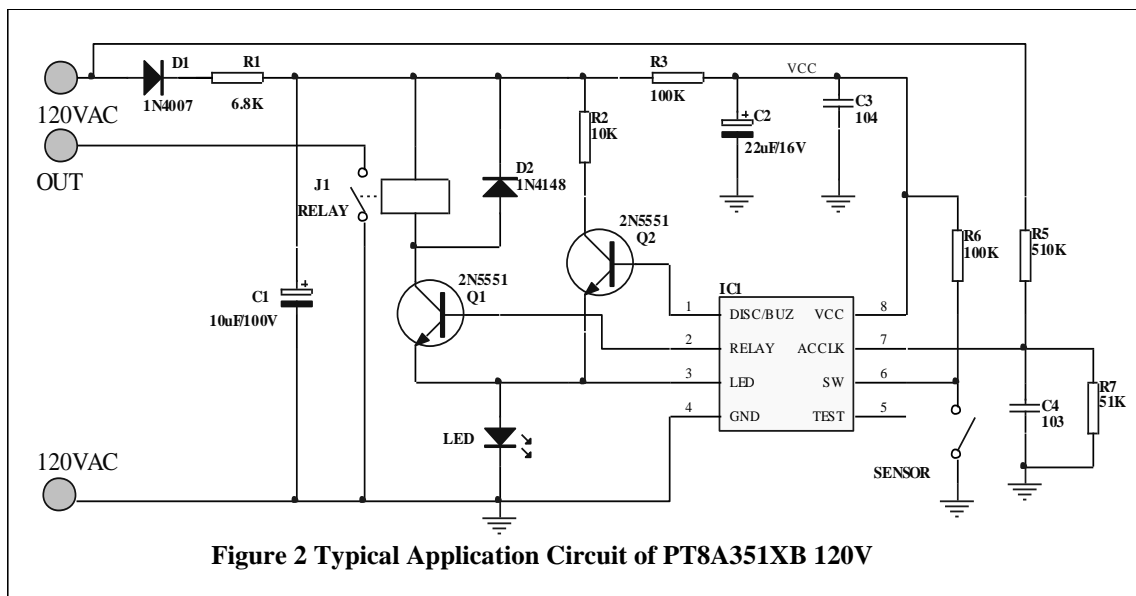 D1
R1
R3
VCC
120VAC
1N4007
6.8K
100K
C3
104
R2
10K
C2
22uF/16V
OUT
J1
RELAY
D2
1N4148
2N5551
Q2
R6
100K
R5
510K
2N5551
Q1
C1
10uF/100V
IC1
1 DISC/BUZ VCC 8
2 RELAY ACCLK 7
3 LED SW 6
4 GND TEST 5
R7
51K
C4
103
LED
SENSOR
120VAC
Figure 2 Typical Application Circuit of PT8A351XB 120V